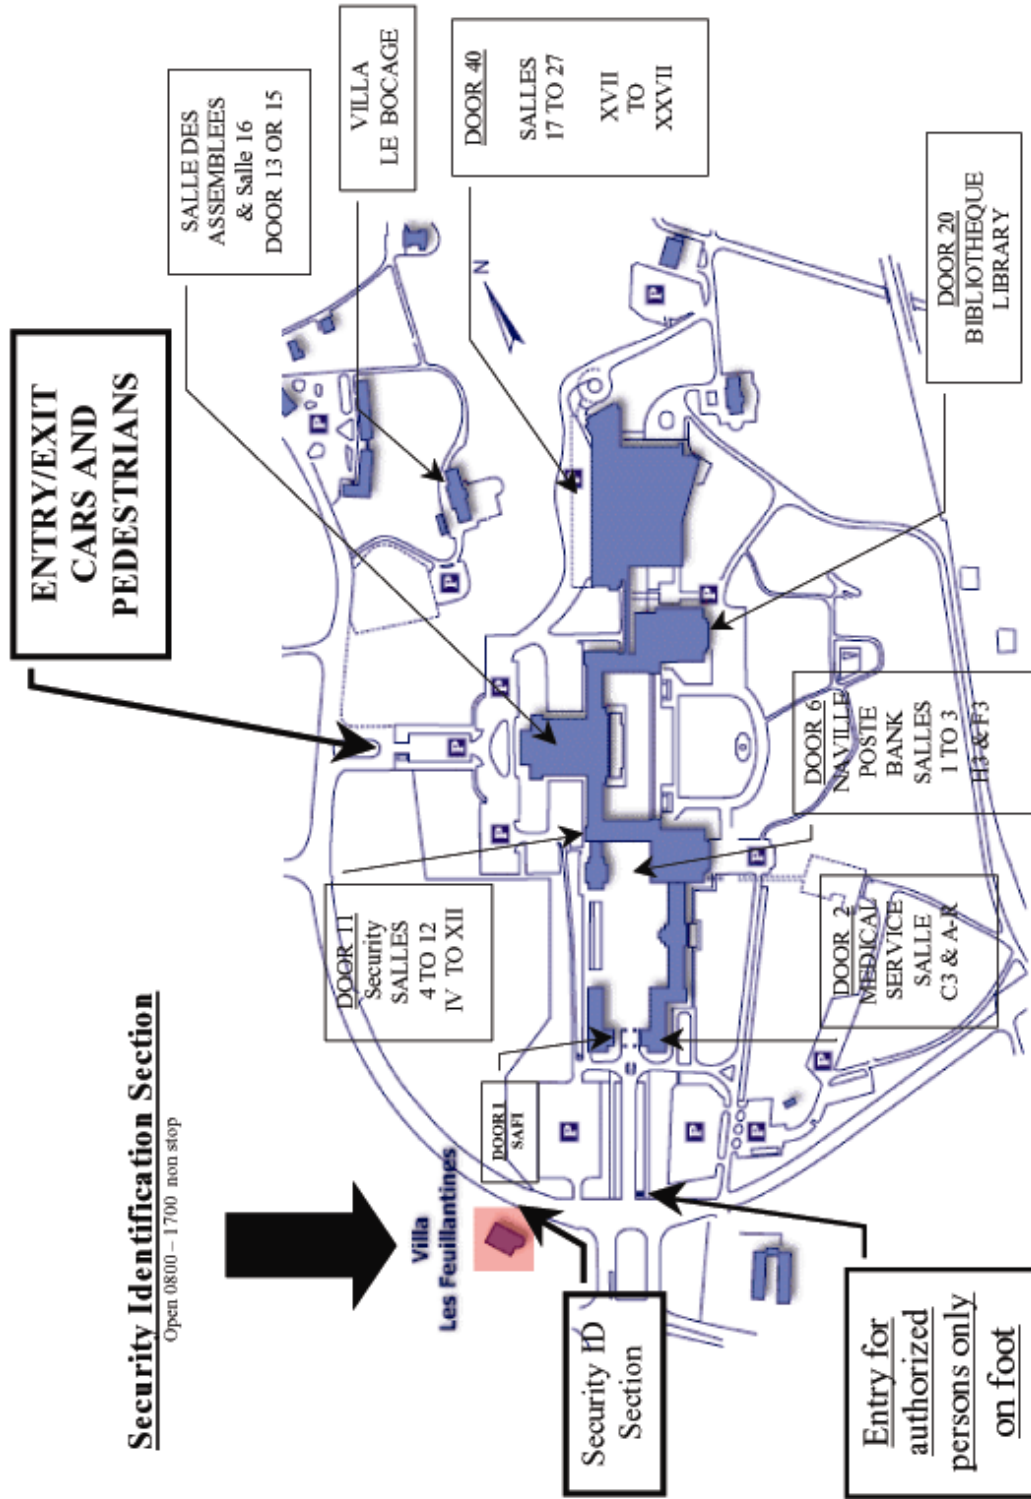 Security Identification Section
Open 0800 – 1700 non stop
ENTRY/EXIT
CARS AND
PEDESTRIANS
SALLE DES
ASSEMBLEES
& Salle 16
DOOR 13 OR 15
VILLA
LE BOCAGE
DOOR 40
SALLES
17 TO 27
XVII
TO
XXVII
N
DOOR 11
Security
SALLES
4 TO 12
IV TO XII
DOOR 1
SAFI
Villa
Les Feuillantines
Security ID
Section
Entry for
authorized
persons only
on foot
DOOR 2
MEDICAL
SERVICE
SALLE
C3 & A-R
DOOR 6
NAVILLE
POSTE
BANK
SALLES
1 TO 3
H3 & F3
DOOR 20
BIBLIOTHEQUE
LIBRARY
P
P
P
P
P
P
P
P
P
P
P
P
P
P